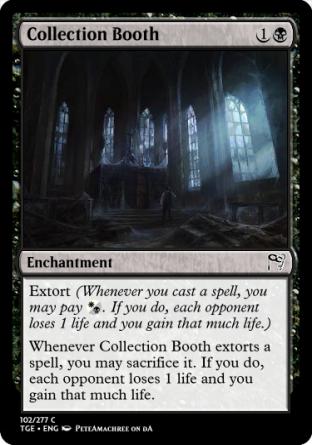 Collection Booth 1
Enchantment
Extort (Whenever you cast a spell, you
may pay . If you do, each opponent
loses 1 life and you gain that much life.)
Whenever Collection Booth extorts a
spell, you may sacrifice it. If you do,
each opponent loses 1 life and you
gain that much life.
102/277 C
TGE • ENG PeteAmachree on dA